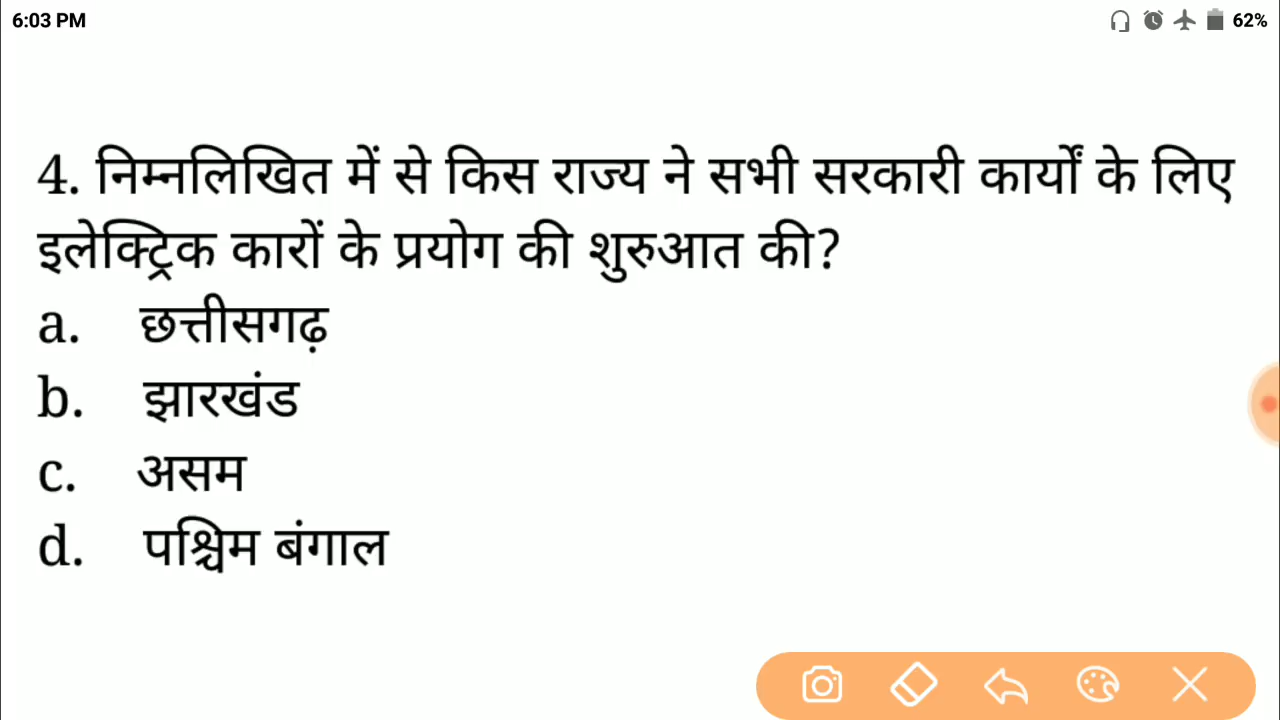 6:03 PM
62%
4. निम्नलिखित में से किस राज्य ने सभी सरकारी कार्यों के लिए
इलेक्ट्रिक कारों के प्रयोग की शुरुआत की?
a. छत्तीसगढ़
b. झारखंड
c. असम
d. पश्चिम बंगाल